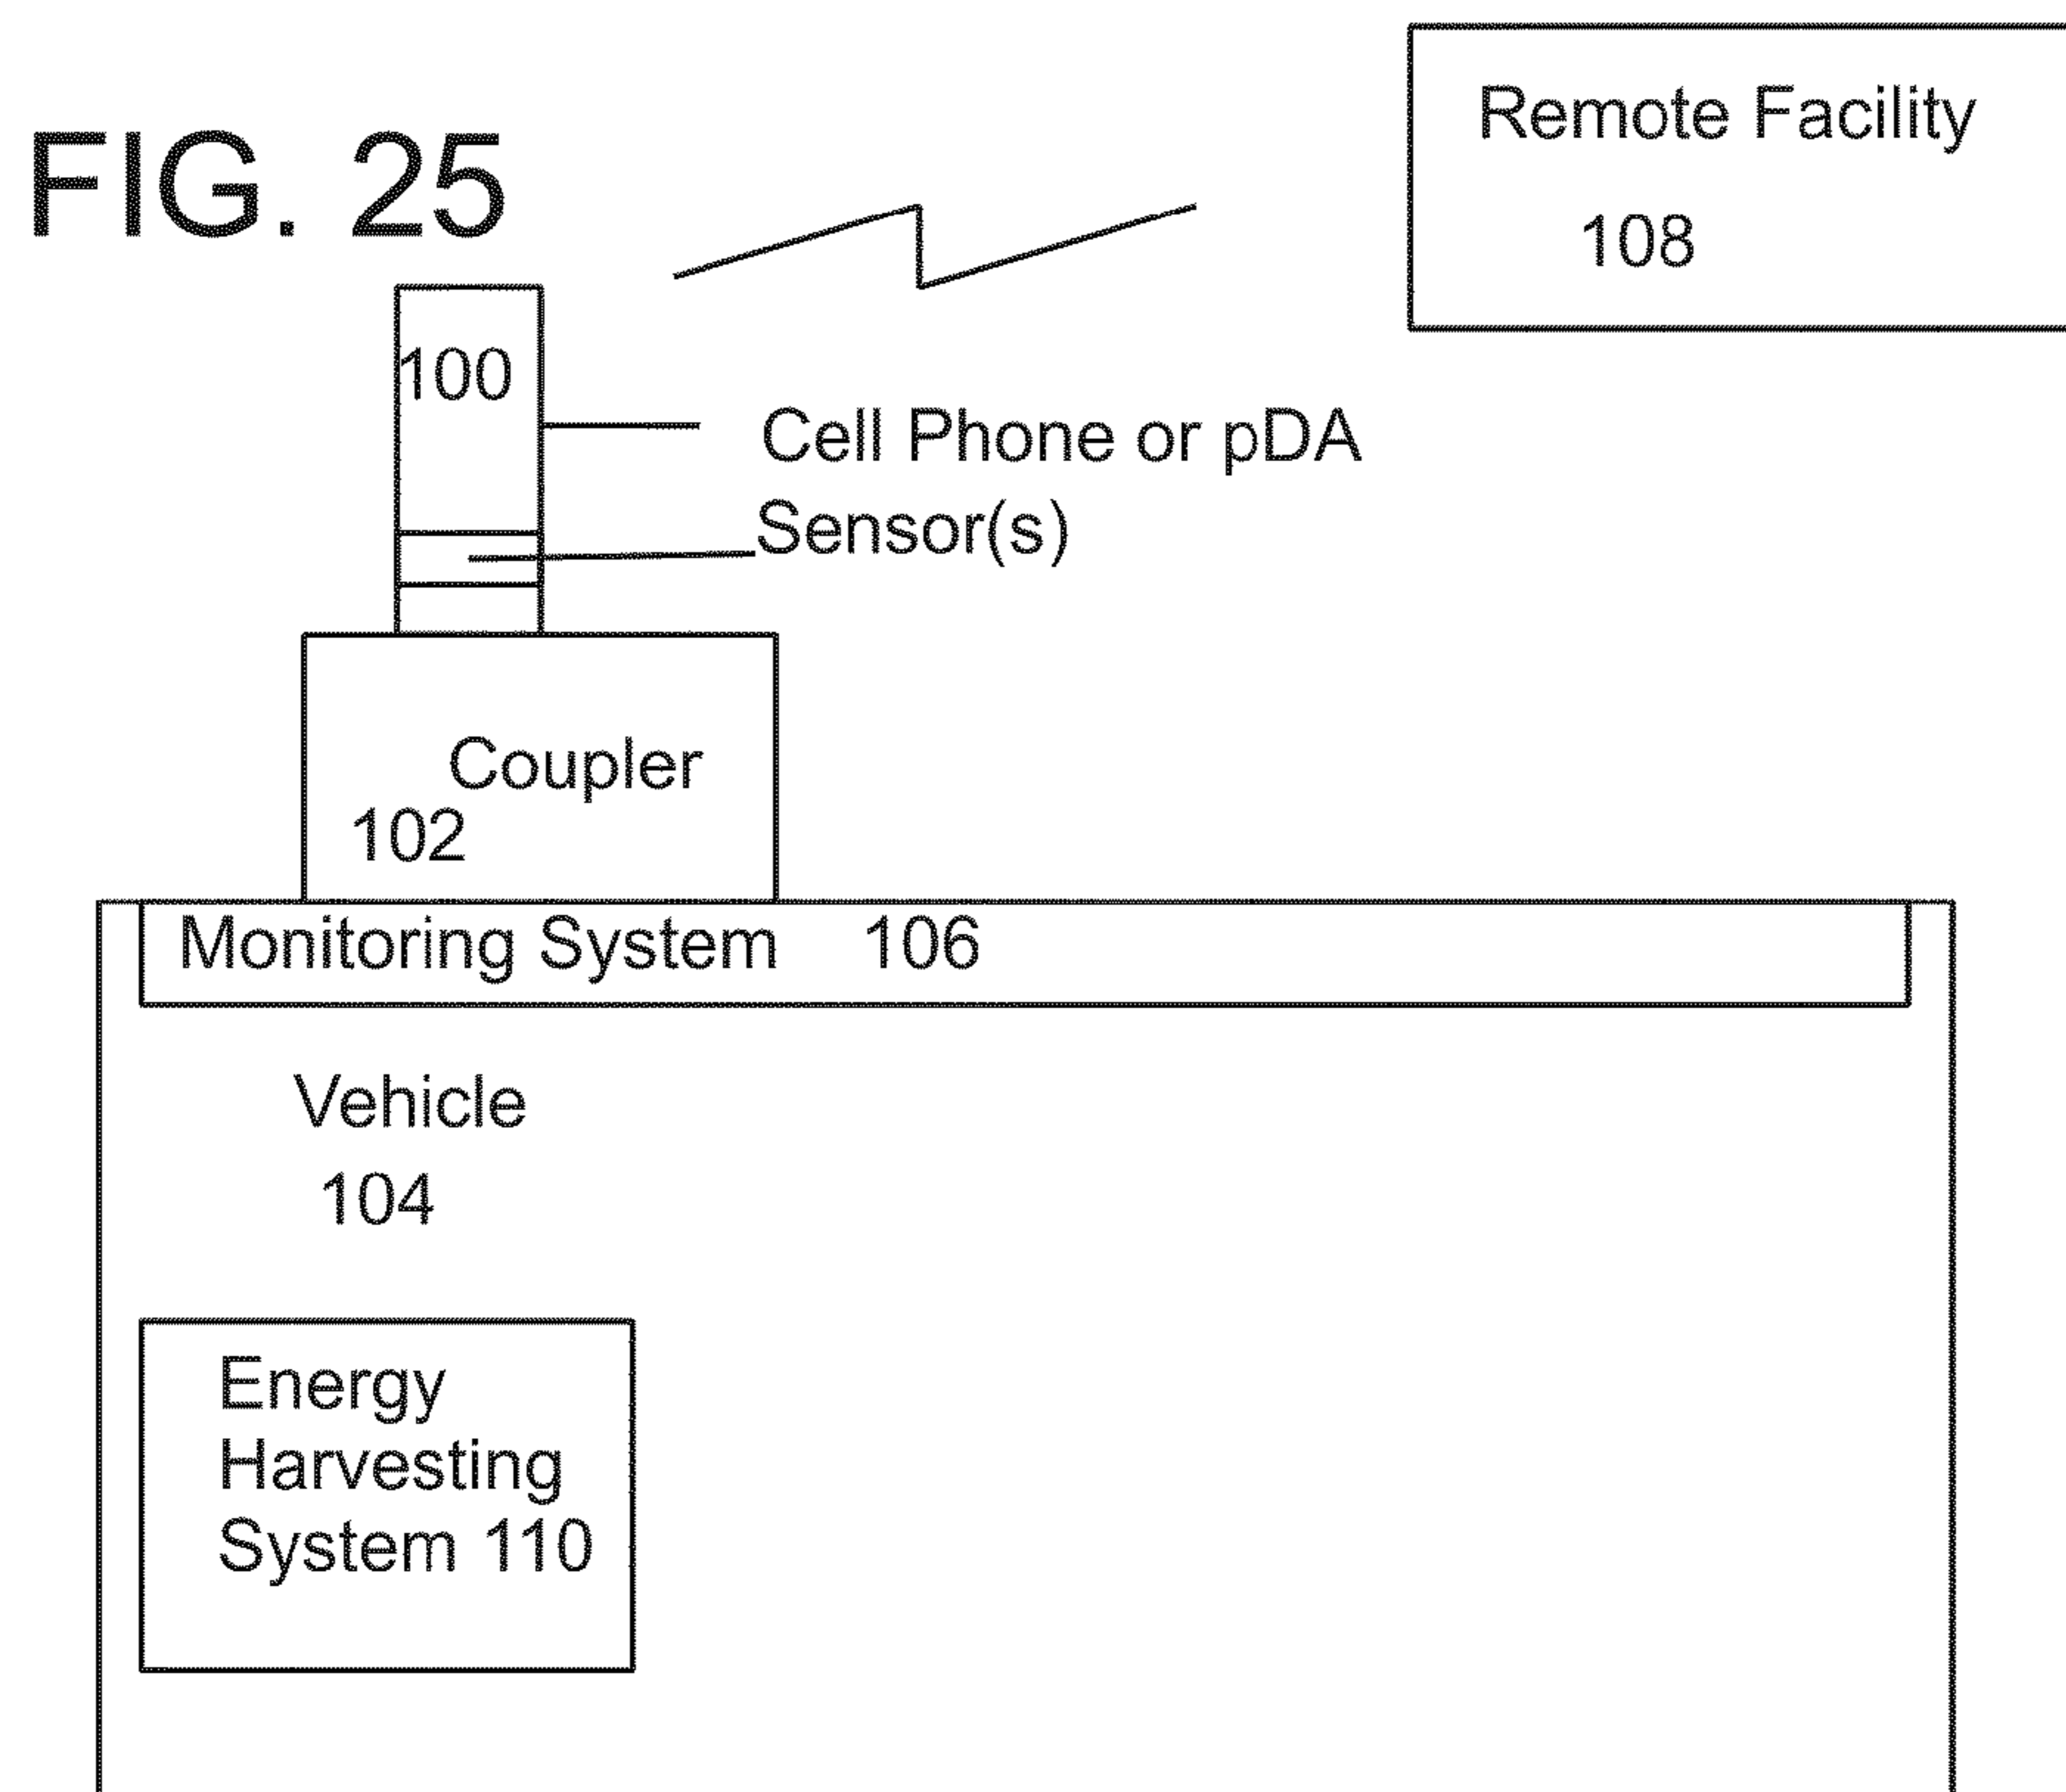 FIG. 25
Remote Facility
108
100
Cell Phone or pDA
Sensor(s)
Coupler
102
Monitoring System 106
Vehicle
104
Energy
Harvesting
System 110